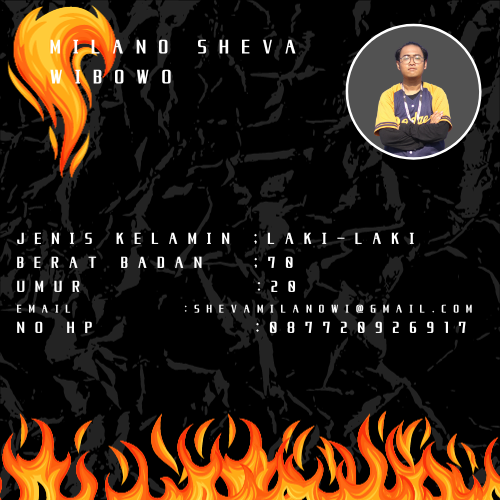 MILANO SHEVA
WIBOWO
JENIS KELAMIN ;LAKI-LAKI
BERAT BADAN ;70
UMUR :20
EMAIL :SHEVAMILANOWI@GMAIL.COM
NO HP :087720926917